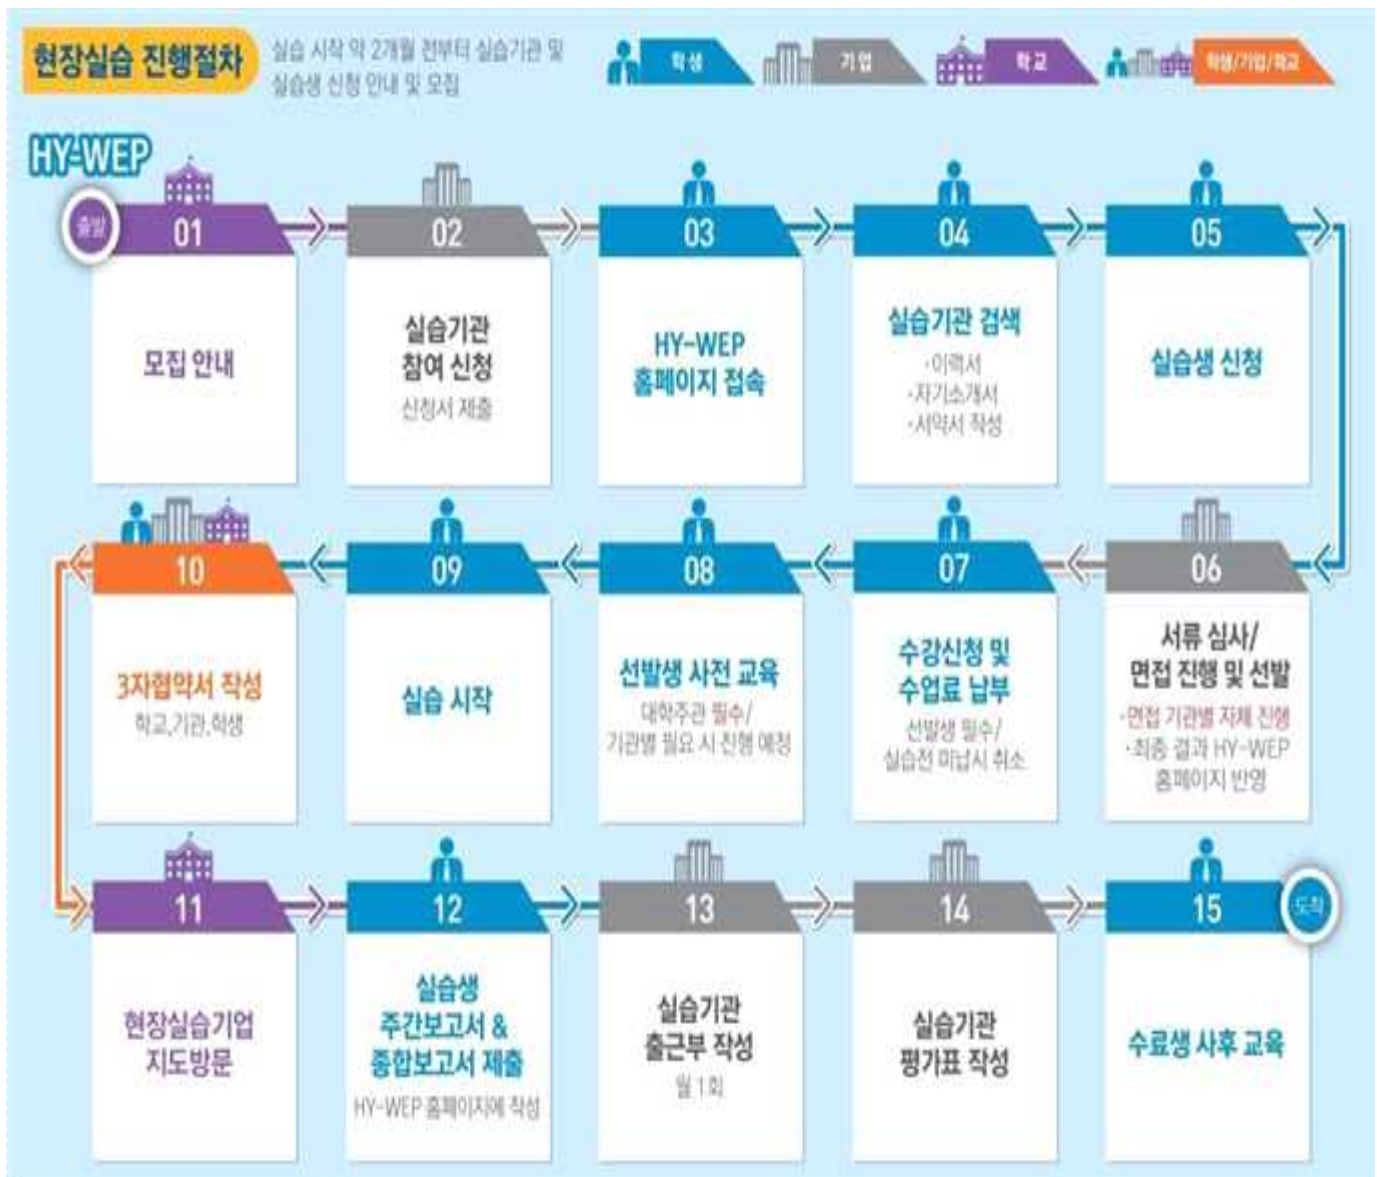 현장실습 진행절차
실습 시작 약 2개월 전부터 실습기관 및
실습생 신청 안내 및 모집
학생
기업
학교
학생/기업/학교
HY-WEP
출발
01
모집 안내
02
실습기관
참여 신청
신청서 제출
03
HY-WEP
홈페이지 접속
04
실습기관 검색
·이력서
·자기소개서
·서약서 작성
05
실습생 신청
06
서류 심사/
면접 진행 및 선발
·면접 기관별 자체 진행
·최종 결과 HY-WEP
홈페이지 반영
07
수강신청 및
수업료 납부
선발생 필수/
실습전 미납시 취소
08
선발생 사전 교육
대학주관 필수/
기관별 필요 시 진행 예정
09
실습 시작
10
3자협약서 작성
학교,기관,학생
11
현장실습기업
지도방문
12
실습생
주간보고서 &
종합보고서 제출
HY-WEP 홈페이지에 작성
13
실습기관
출근부 작성
월 1회
14
실습기관
평가표 작성
15
수료생 사후 교육
도착